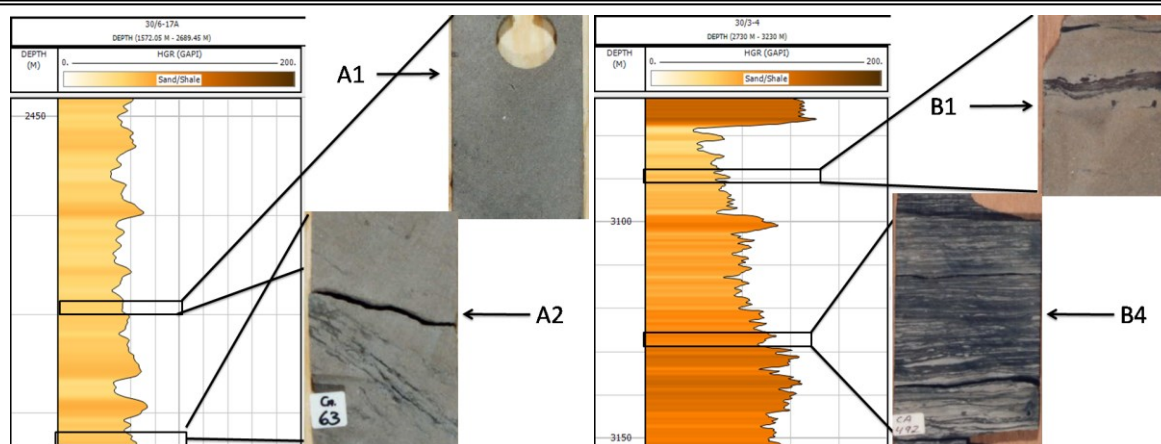 30/6-17A
DEPTH (1572.05 M - 2689.45 M)
DEPTH
(M)
HGR (GAPI)
0. 200.
Sand/Shale
2450
A1
A2
Ca.
63
30/3-4
DEPTH (2730 M - 3230 M)
DEPTH
(M)
HGR (GAPI)
0. 200.
Sand/Shale
3100
3150
B1
B4
CA
492